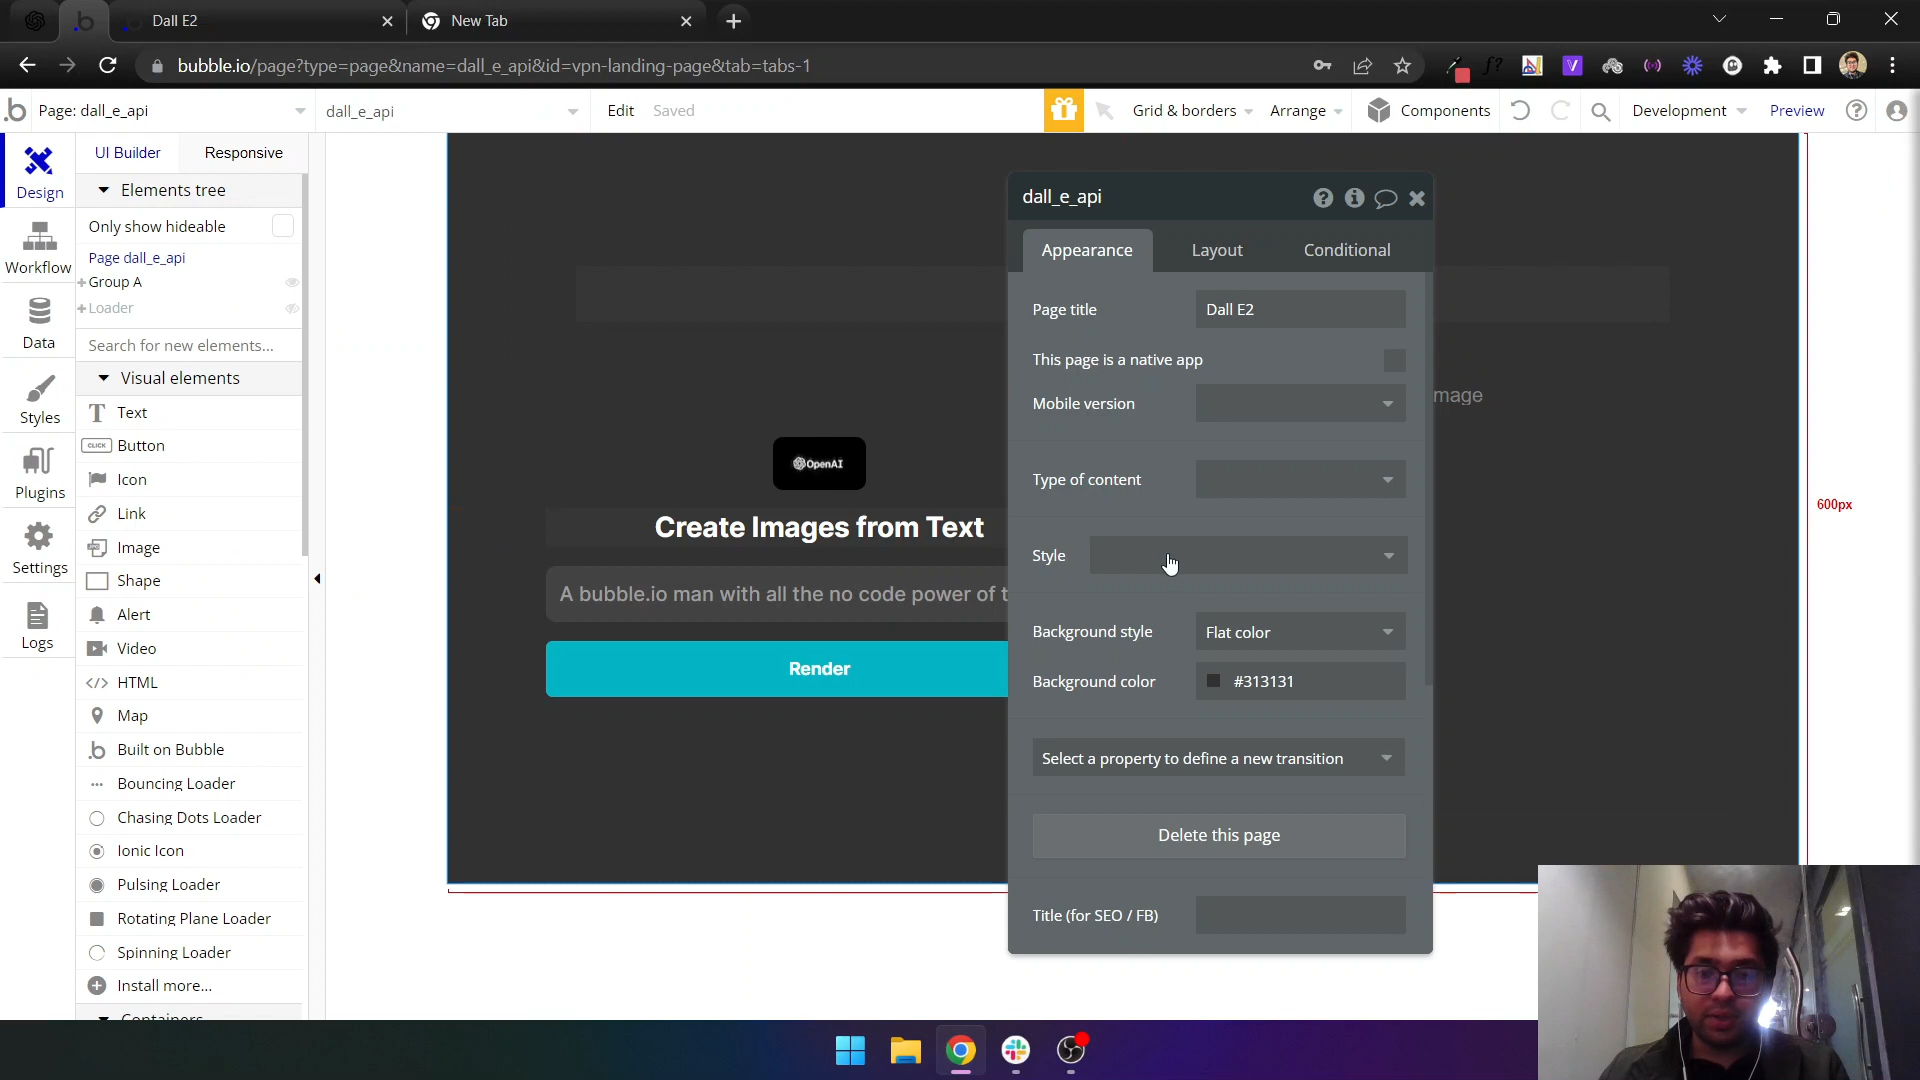 Dall E2
New Tab
bubble.io/page?type=page&name=dall_e_api&id=vpn-landing-page&tab=tabs-1
Page: dall_e_api
dall_e_api
Edit
Saved
Grid & borders
Arrange
Components
Development
Preview
Design
Workflow
Data
Styles
Plugins
Settings
Logs
UI Builder
Responsive
Elements tree
Only show hideable
Page dall_e_api
Group A
Loader
Search for new elements...
Visual elements
Text
CLICK Button
Icon
Link
Image
Shape
Alert
Video
HTML
Map
Built on Bubble
Bouncing Loader
Chasing Dots Loader
Ionic Icon
Pulsing Loader
Rotating Plane Loader
Spinning Loader
Install more...
Containers
OpenAI
Create Images from Text
A bubble.io man with all the no code power of t
Render
mage
600px
dall_e_api
Appearance
Layout
Conditional
Page title
Dall E2
This page is a native app
Mobile version
Type of content
Style
Background style
Flat color
Background color
#313131
Select a property to define a new transition
Delete this page
Title (for SEO / FB)